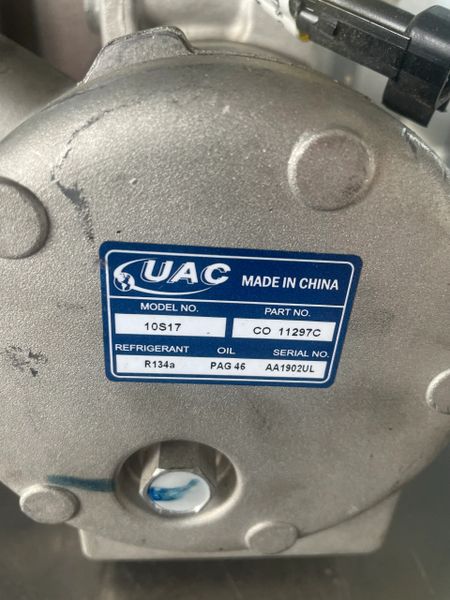 UAC MADE IN CHINA
MODEL NO. PART NO.
10S17 CO 11297C
REFRIGERANT OIL SERIAL NO.
R134a PAG 46 AA1902UL